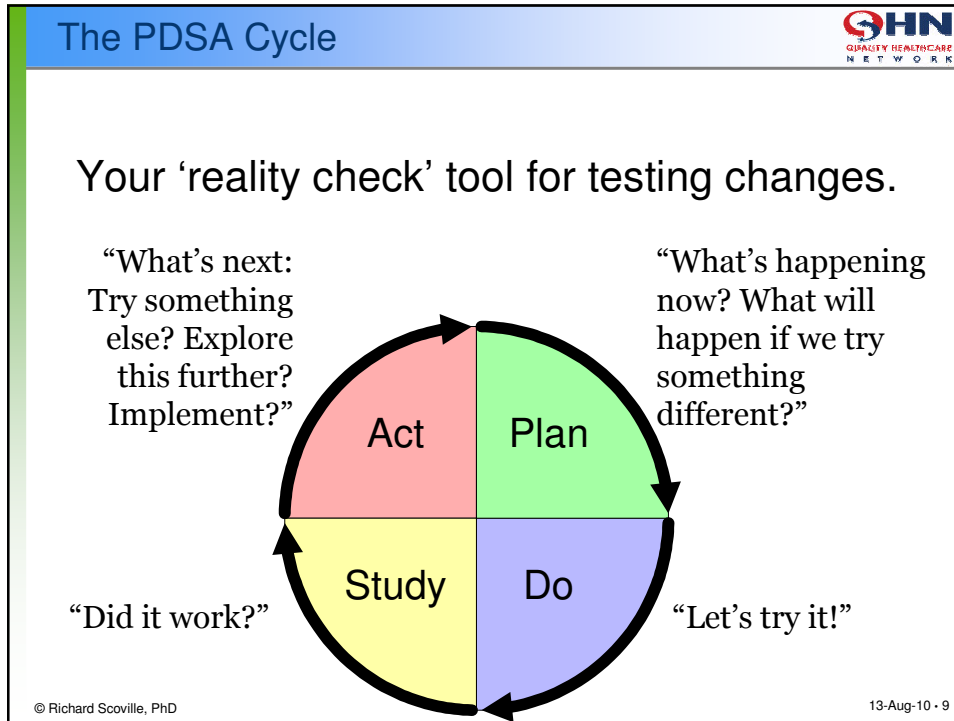 The PDSA Cycle
QHN
QUALITY HEALTHCARE
NETWORK
Your ‘reality check’ tool for testing changes.
“What’s next:
Try something
else? Explore
this further?
Implement?”
“What’s happening
now? What will
happen if we try
something
different?”
Act
Plan
Study
Do
“Did it work?”
“Let’s try it!”
© Richard Scoville, PhD
13-Aug-10 • 9